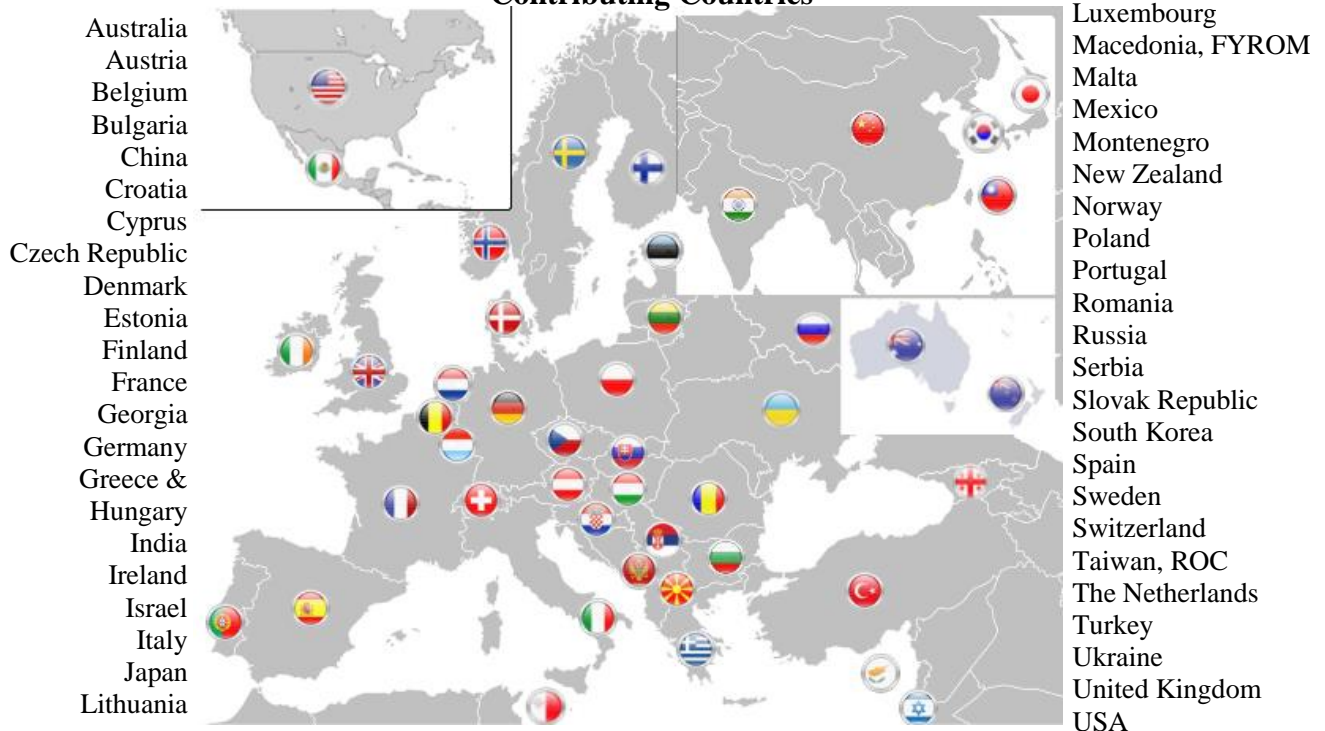 Contributing Countries
Australia
Austria
Belgium
Bulgaria
China
Croatia
Cyprus
Czech Republic
Denmark
Estonia
Finland
France
Georgia
Germany
Greece &
Hungary
India
Ireland
Israel
Italy
Japan
Lithuania
Luxembourg
Macedonia, FYROM
Malta
Mexico
Montenegro
New Zealand
Norway
Poland
Portugal
Romania
Russia
Serbia
Slovak Republic
South Korea
Spain
Sweden
Switzerland
Taiwan, ROC
The Netherlands
Turkey
Ukraine
United Kingdom
USA